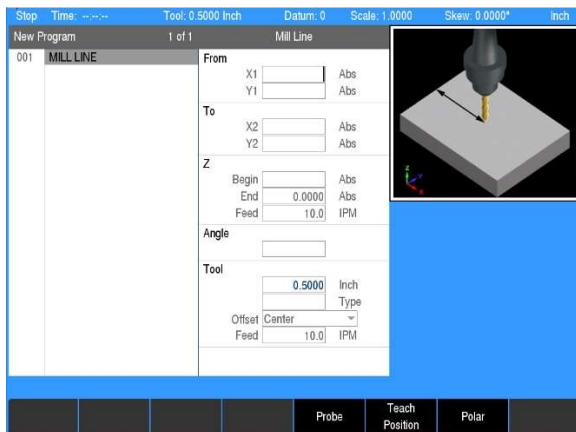 Stop Time: --:--:-- Tool: 0.5000 Inch Datum: 0 Scale: 1.0000 Skew: 0.0000° Inch
New Program 1 of 1 Mill Line
001 MILL LINE
From
X1 Abs
Y1 Abs
To
X2 Abs
Y2 Abs
Z
Begin Abs
End 0.0000 Abs
Feed 10.0 IPM
Angle
Tool
0.5000 Inch
Type
Offset Center
Feed 10.0 IPM
Z Y X
Probe Teach Position Polar